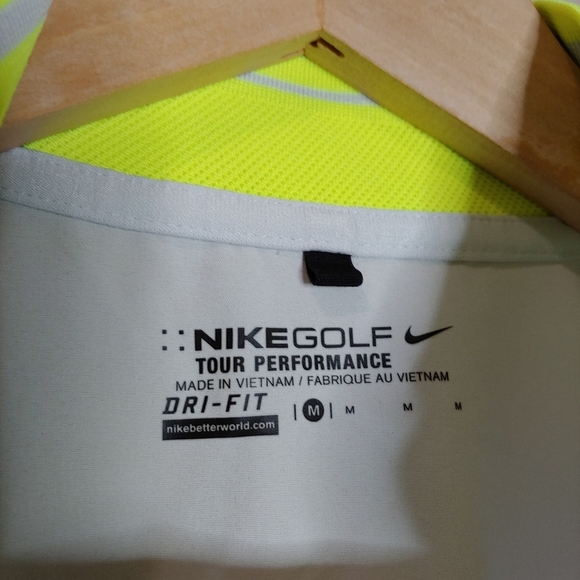 ::NIKEGOLF
TOUR PERFORMANCE
MADE IN VIETNAM / FABRIQUE AU VIETNAM
DRI-FIT | M | M M M
nikebetterworld.com